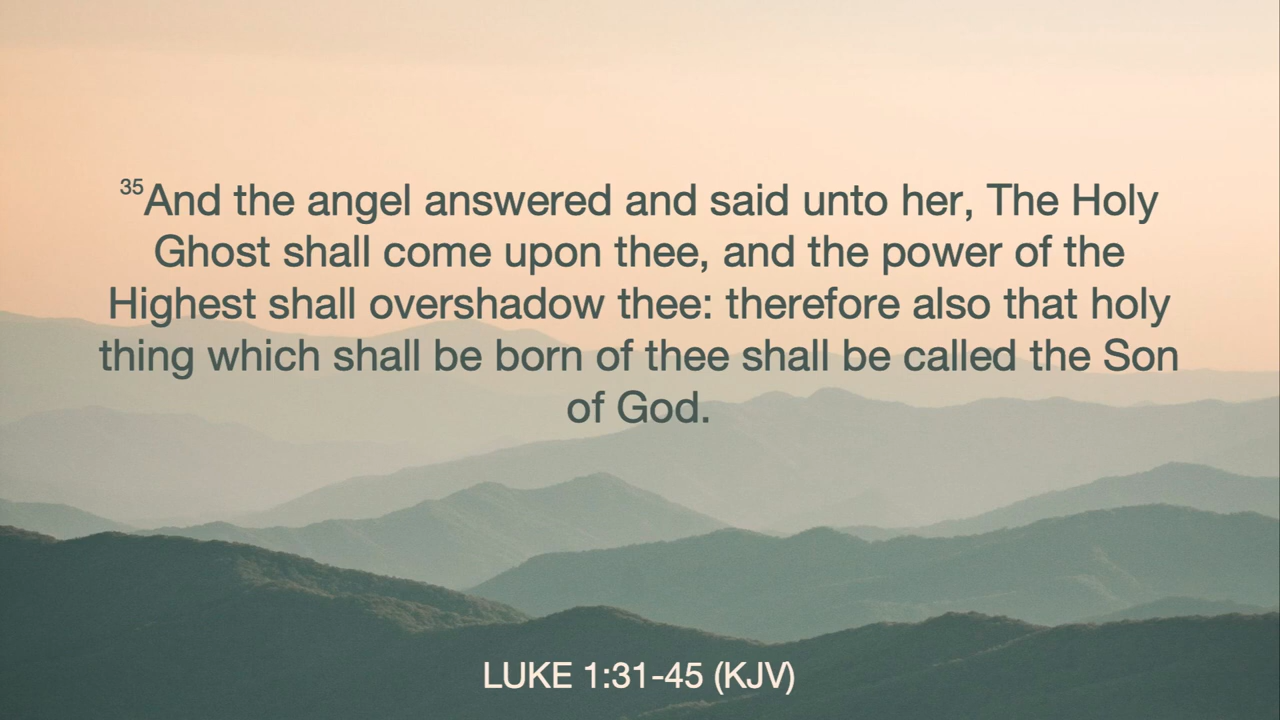 35And the angel answered and said unto her, The Holy
Ghost shall come upon thee, and the power of the
Highest shall overshadow thee: therefore also that holy
thing which shall be born of thee shall be called the Son
of God.
LUKE 1:31-45 (KJV)